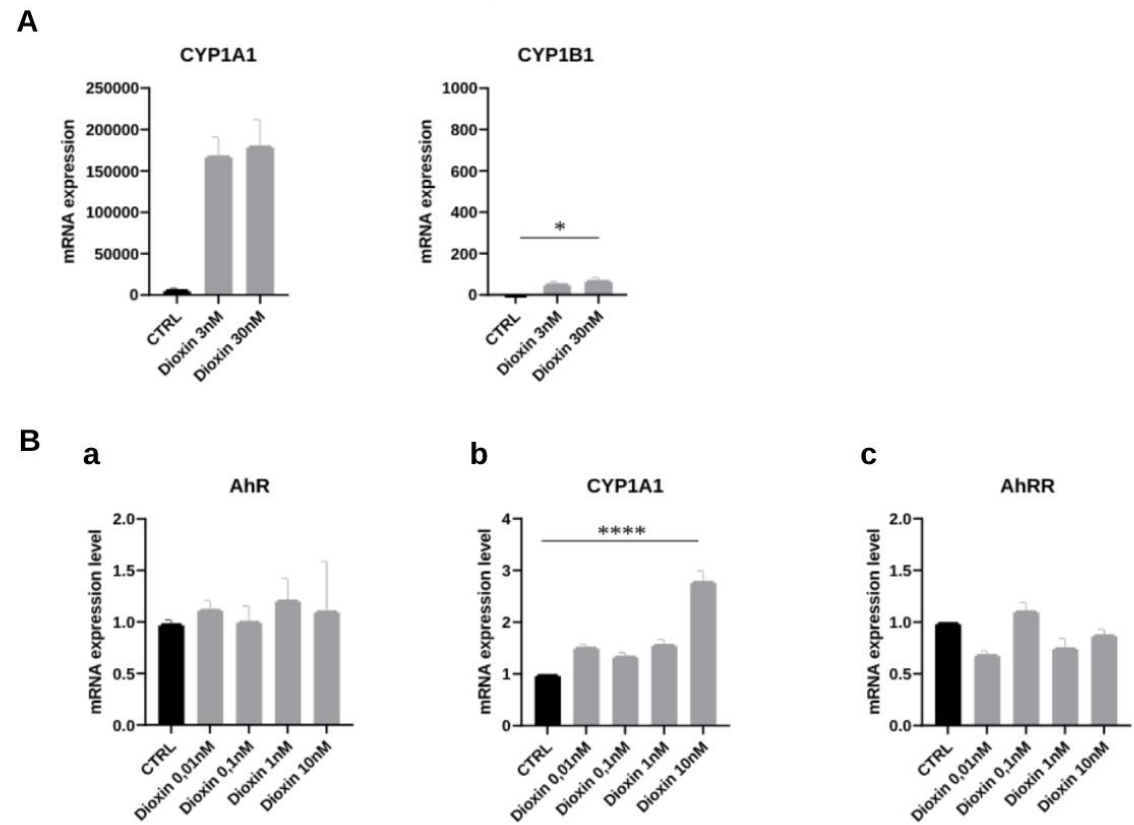 A
CYP1A1
mRNA expression
250000
200000
150000
100000
50000
0
CTRL
Dioxin 3nM
Dioxin 30nM
CYP1B1
mRNA expression
1000
800
600
400
200
0
*
CTRL
Dioxin 3nM
Dioxin 30nM
B
a
AhR
mRNA expression level
2.0
1.5
1.0
0.5
0.0
CTRL
Dioxin 0,01nM
Dioxin 0,1nM
Dioxin 1nM
Dioxin 10nM
b
CYP1A1
mRNA expression level
4
3
2
1
0
****
CTRL
Dioxin 0,01nM
Dioxin 0,1nM
Dioxin 1nM
Dioxin 10nM
c
AhRR
mRNA expression level
2.0
1.5
1.0
0.5
0.0
CTRL
Dioxin 0,01nM
Dioxin 0,1nM
Dioxin 1nM
Dioxin 10nM